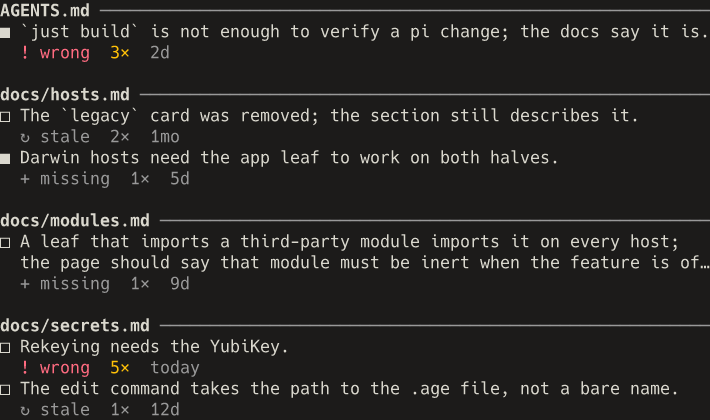 AGENTS.md
■ `just build` is not enough to verify a pi change; the docs say it is.
! wrong 3× 2d
docs/hosts.md
□ The `legacy` card was removed; the section still describes it.
↻ stale 2× 1mo
■ Darwin hosts need the app leaf to work on both halves.
+ missing 1× 5d
docs/modules.md
□ A leaf that imports a third-party module imports it on every host;
the page should say that module must be inert when the feature is of…
+ missing 1× 9d
docs/secrets.md
□ Rekeying needs the YubiKey.
! wrong 5× today
□ The edit command takes the path to the .age file, not a bare name.
↻ stale 1× 12d